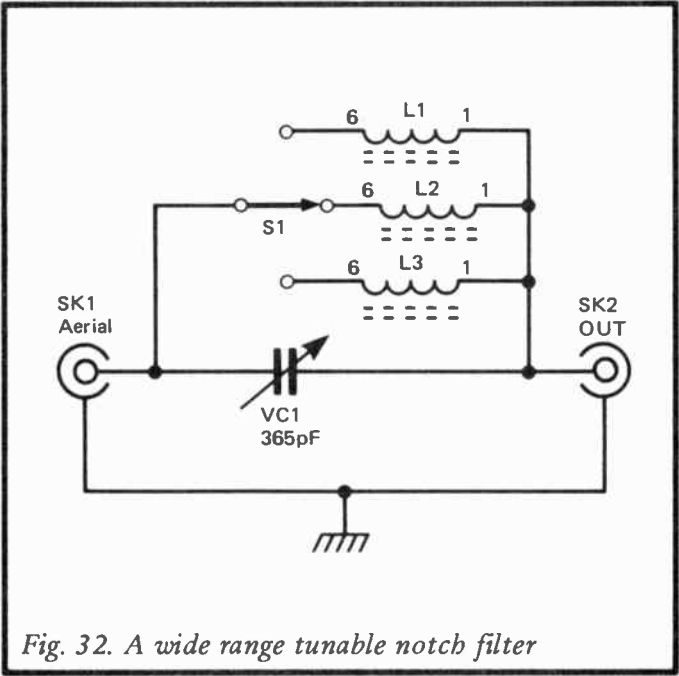 6 L1 1
6 L2 1
S1
6 L3 1
SK1
Aerial
SK2
OUT
VC1
365pF
Fig. 32. A wide range tunable notch filter